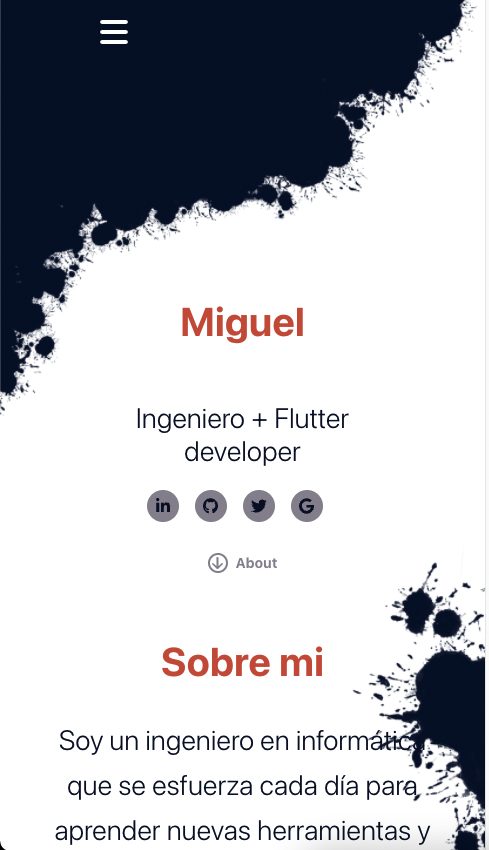 Miguel
Ingeniero + Flutter
developer
About
Sobre mi
Soy un ingeniero en informática
que se esfuerza cada día para
aprender nuevas herramientas y